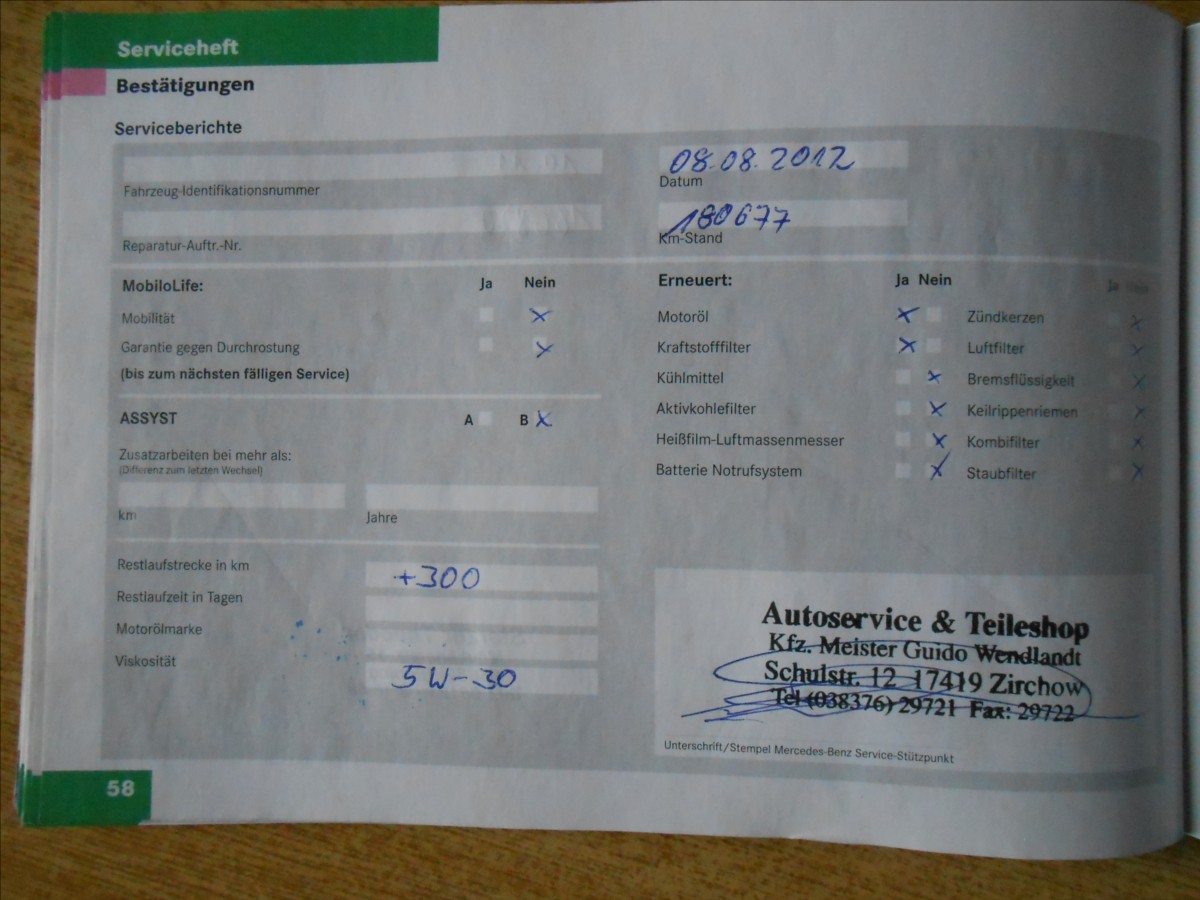 Serviceheft
Bestätigungen
Serviceberichte
08.08.2012
Fahrzeug-Identifikationsnummer
Datum
180677
Reparatur-Auftr.-Nr.
Km-Stand
MobiloLife: Ja Nein
Mobilität
Garantie gegen Durchrostung
(bis zum nächsten fälligen Service)
ASSYST A B
Zusatzarbeiten bei mehr als:
(Differenz zum letzten Wechsel)
km Jahre
Restlaufstrecke in km +300
Restlaufzeit in Tagen
Motorölmarke
Viskosität 5W-30
Erneuert: Ja Nein Ja Nein
Motoröl Zündkerzen
Kraftstofffilter Luftfilter
Kühlmittel Bremsflüssigkeit
Aktivkohlefilter Keilrippenriemen
Heißfilm-Luftmassenmesser Kombifilter
Batterie Notrufsystem Staubfilter
Autoservice & Teileshop
Kfz. Meister Guido Wendlandt
Schulstr. 12 17419 Zirchow
Tel (038376) 29721 Fax: 29722
Unterschrift/Stempel Mercedes-Benz Service-Stützpunkt
58